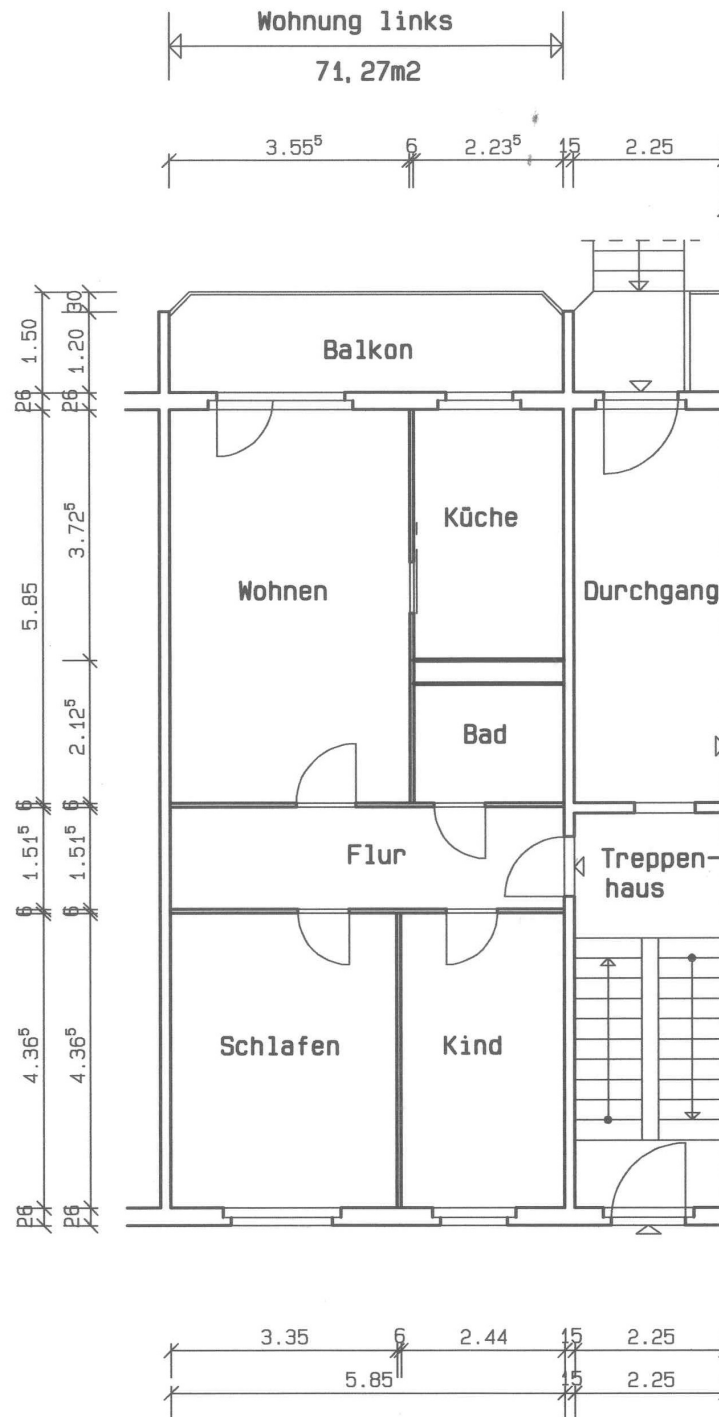 Wohnung links
71,27m2
3.55⁵ 6 2.23⁵ 15 2.25
1.50
30
1.20
Balkon
26 26
Küche
3.72⁵
Wohnen
Durchgang
5.85
2.12⁵
Bad
6 6
1.51⁵ 1.51⁵
Flur
Treppen-
haus
6 6
4.36⁵ 4.36⁵
Schlafen
Kind
26 26
3.35 6 2.44 15 2.25
5.85 15 2.25